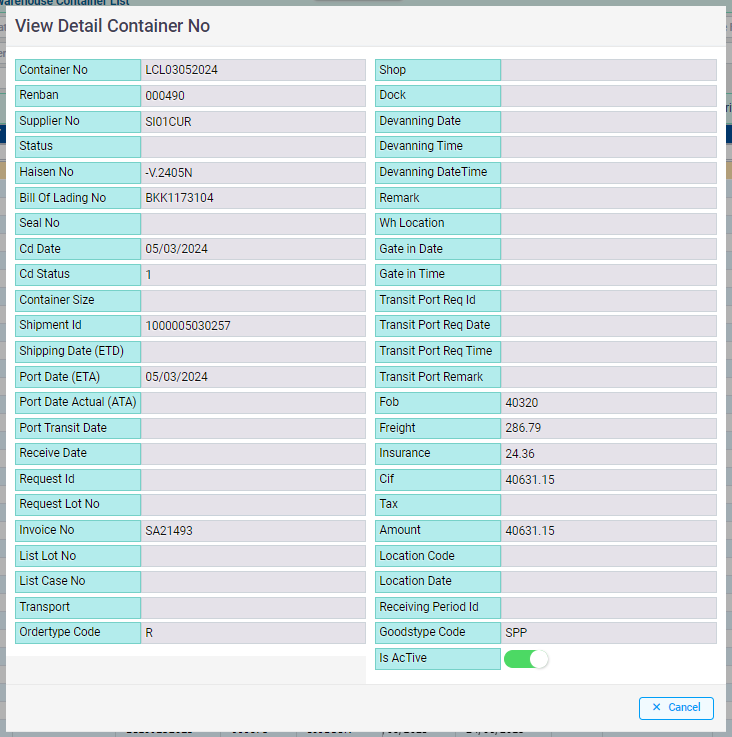 Warehouse Container List
View Detail Container No
Container No LCL03052024
Renban 000490
Supplier No SI01CUR
Status
Haisen No -V.2405N
Bill Of Lading No BKK1173104
Seal No
Cd Date 05/03/2024
Cd Status 1
Container Size
Shipment Id 1000005030257
Shipping Date (ETD)
Port Date (ETA) 05/03/2024
Port Date Actual (ATA)
Port Transit Date
Receive Date
Request Id
Request Lot No
Invoice No SA21493
List Lot No
List Case No
Transport
Ordertype Code R
Shop
Dock
Devanning Date
Devanning Time
Devanning DateTime
Remark
Wh Location
Gate in Date
Gate in Time
Transit Port Req Id
Transit Port Req Date
Transit Port Req Time
Transit Port Remark
Fob 40320
Freight 286.79
Insurance 24.36
Cif 40631.15
Tax
Amount 40631.15
Location Code
Location Date
Receiving Period Id
Goodstype Code SPP
Is AcTive
× Cancel